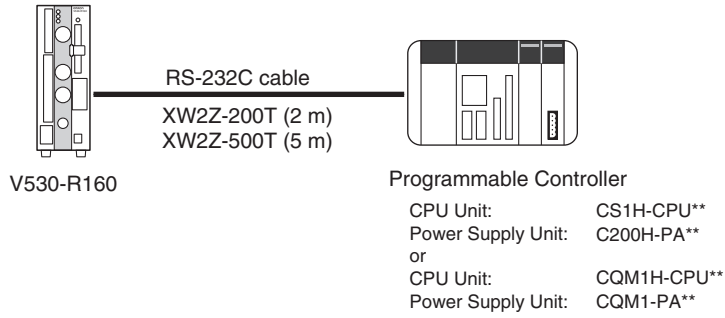 RS-232C cable
XW2Z-200T (2 m)
XW2Z-500T (5 m)
V530-R160
Programmable Controller
CPU Unit: CS1H-CPU**
Power Supply Unit: C200H-PA**
or
CPU Unit: CQM1H-CPU**
Power Supply Unit: CQM1-PA**